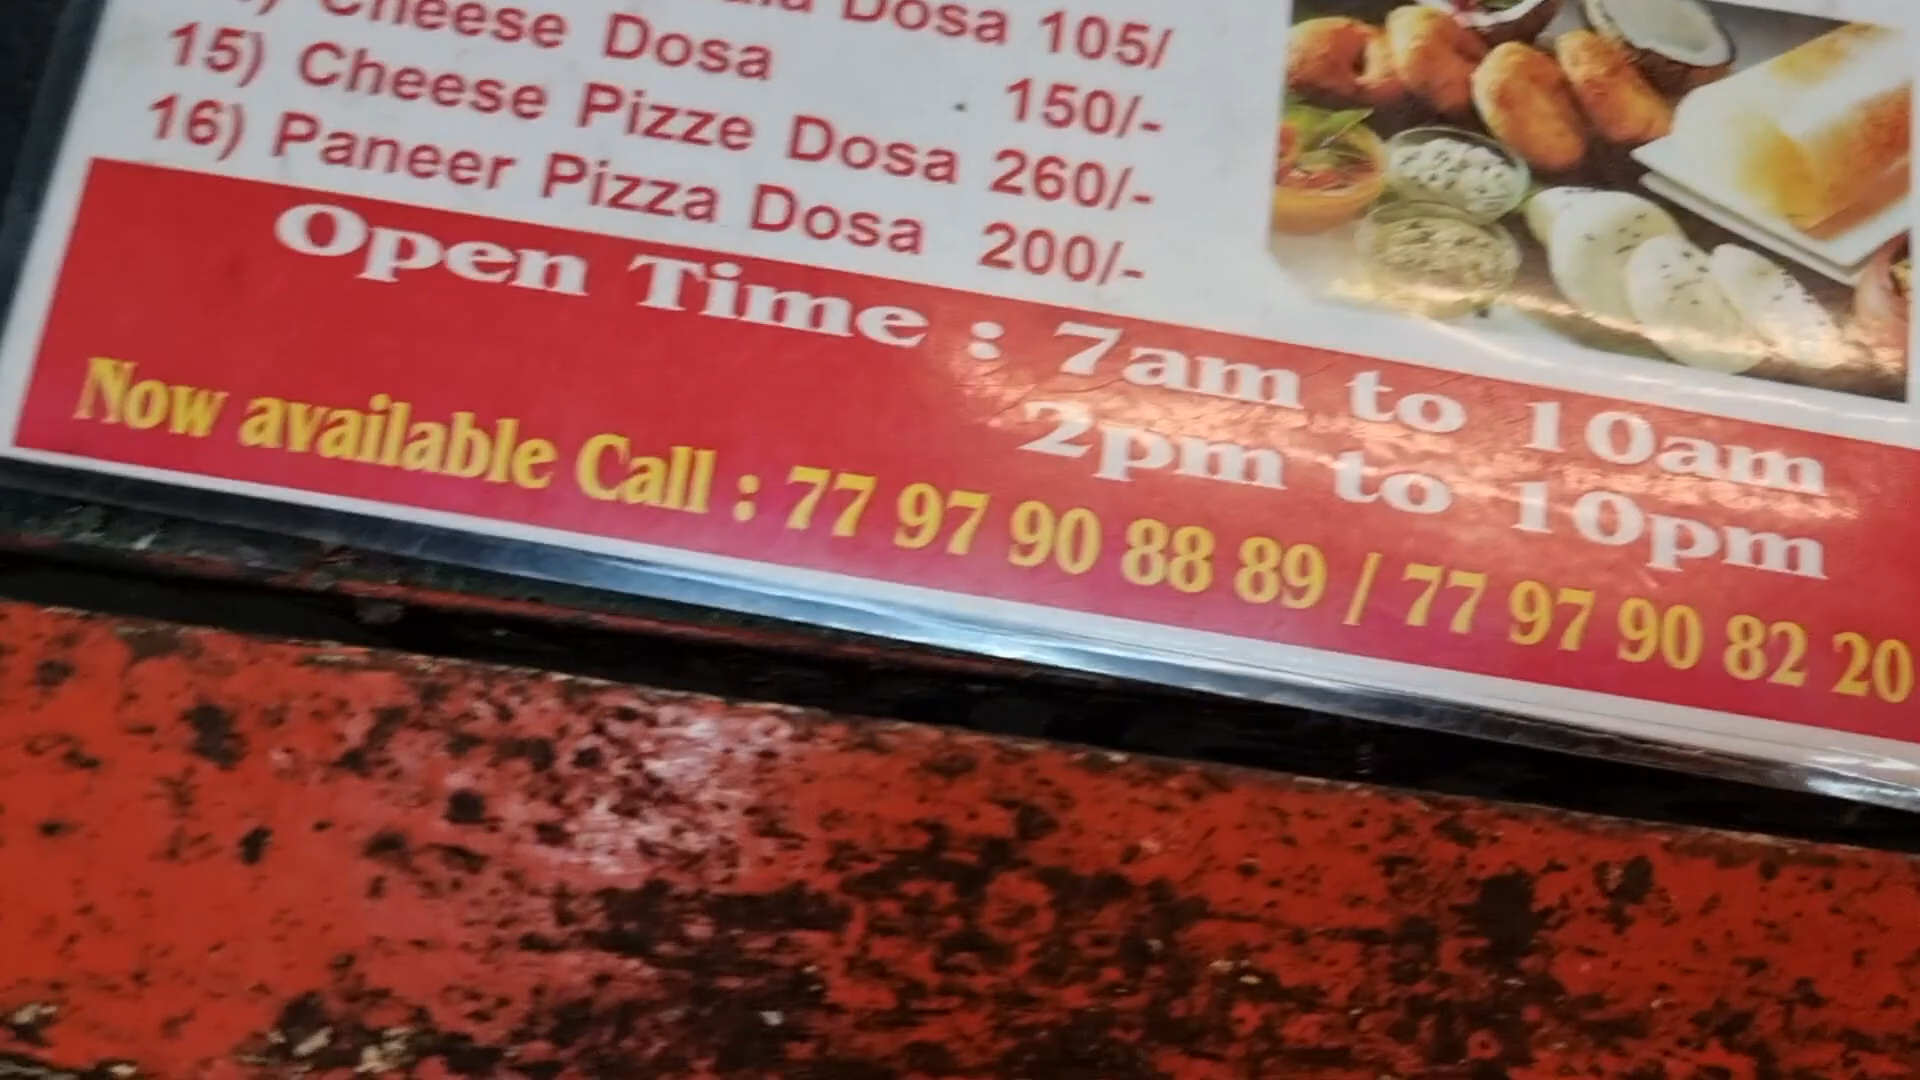 Dosa 105/
Cheese Dosa 150/-
15) Cheese Pizze Dosa 260/-
16) Paneer Pizza Dosa 200/-
Open Time : 7am to 10am
2pm to 10pm
Now available Call : 77 97 90 88 89 / 77 97 90 82 20